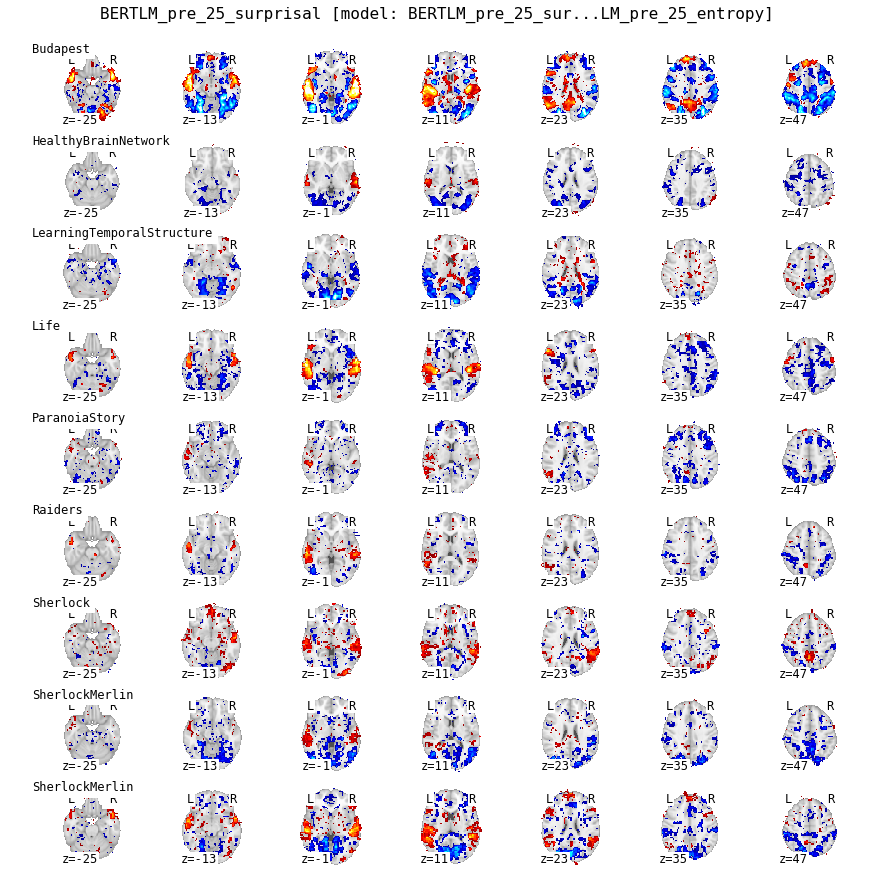 BERTLM_pre_25_surprisal [model: BERTLM_pre_25_sur...LM_pre_25_entropy]
Budapest
L R L R L R L R L R L R L R
z=-25 z=-13 z=-1 z=11 z=23 z=35 z=47
HealthyBrainNetwork
L R L R L R L R L R L R L R
z=-25 z=-13 z=-1 z=11 z=23 z=35 z=47
LearningTemporalStructure
L R L R L R L R L R L R L R
z=-25 z=-13 z=-1 z=11 z=23 z=35 z=47
Life
L R L R L R L R L R L R L R
z=-25 z=-13 z=-1 z=11 z=23 z=35 z=47
ParanoiaStory
L R L R L R L R L R L R L R
z=-25 z=-13 z=-1 z=11 z=23 z=35 z=47
Raiders
L R L R L R L R L R L R L R
z=-25 z=-13 z=-1 z=11 z=23 z=35 z=47
Sherlock
L R L R L R L R L R L R L R
z=-25 z=-13 z=-1 z=11 z=23 z=35 z=47
SherlockMerlin
L R L R L R L R L R L R L R
z=-25 z=-13 z=-1 z=11 z=23 z=35 z=47
SherlockMerlin
L R L R L R L R L R L R L R
z=-25 z=-13 z=-1 z=11 z=23 z=35 z=47